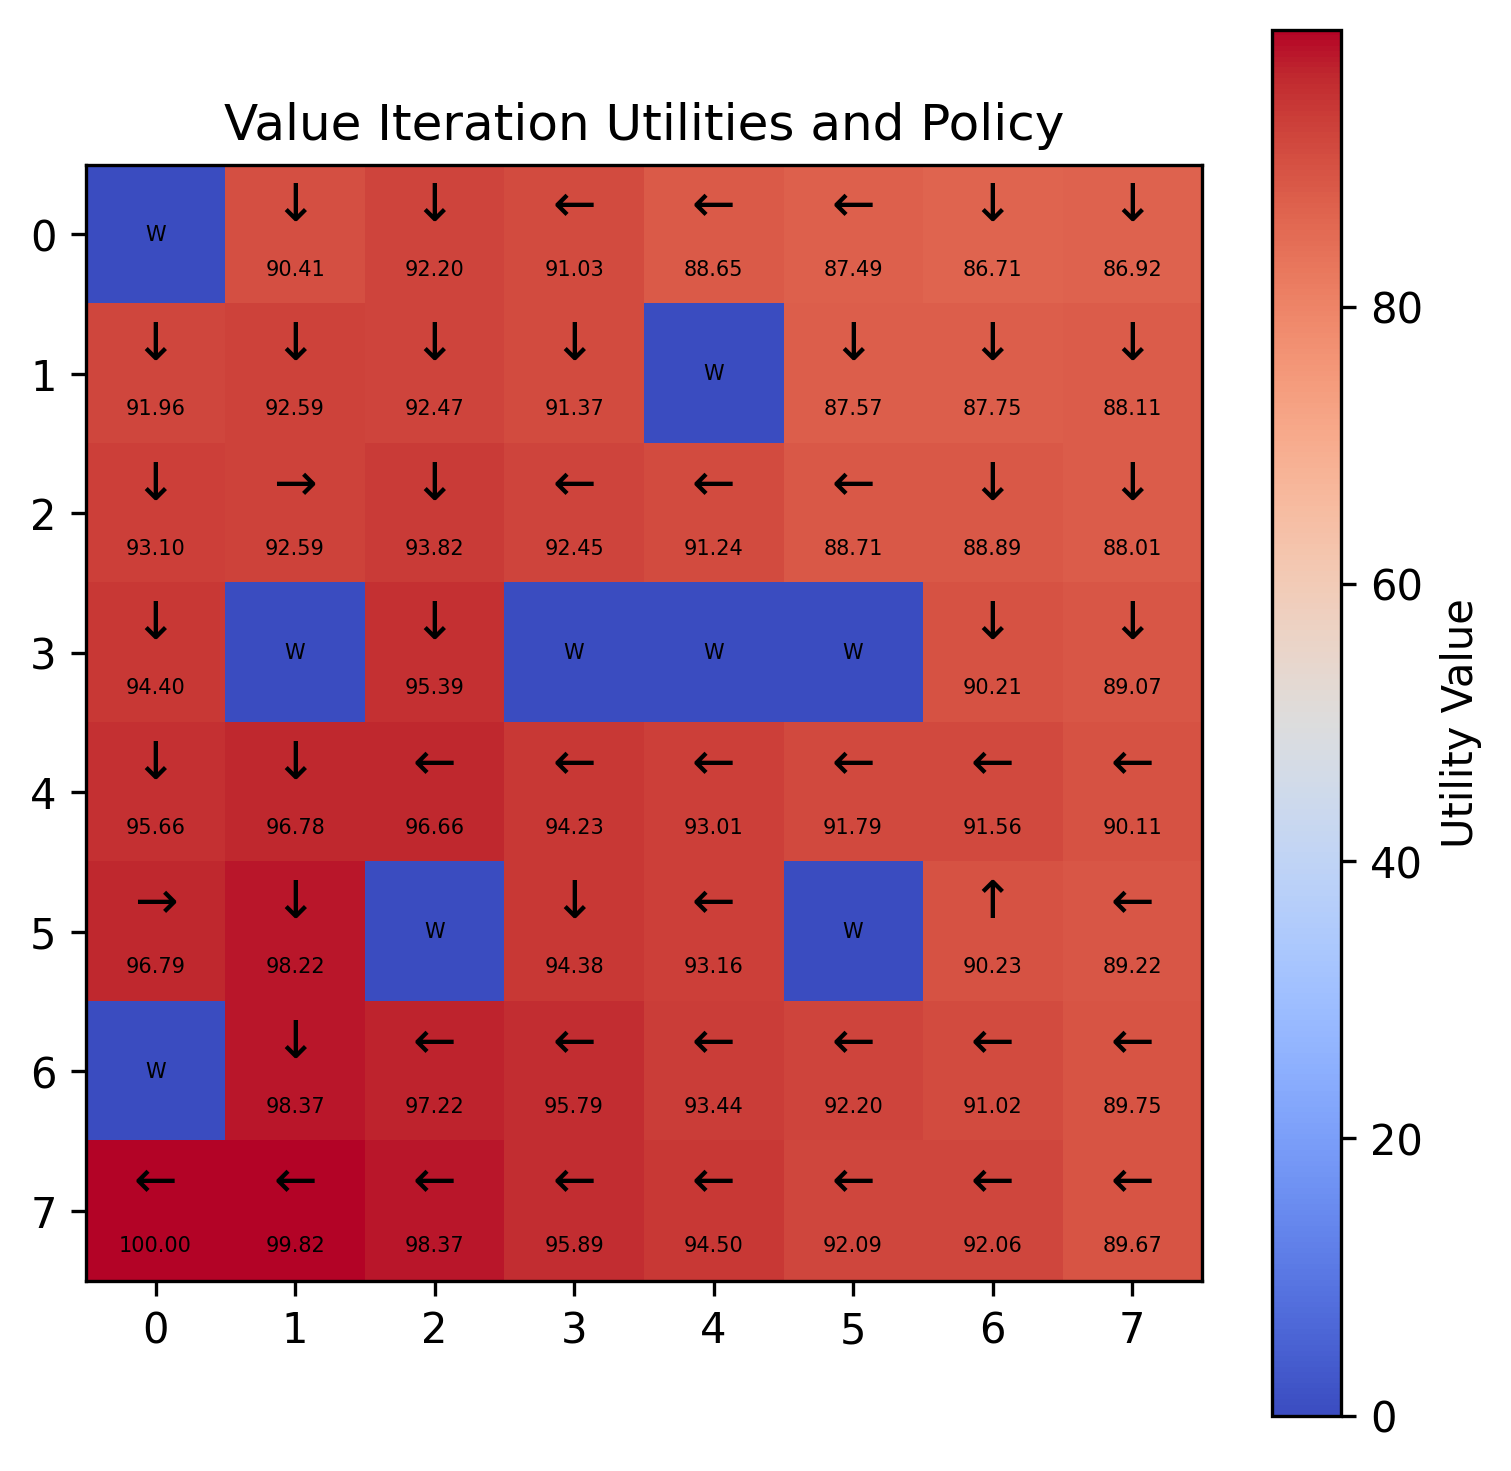 Value Iteration Utilities and Policy
0 W ↓ ↓ ← ← ← ↓ ↓
90.41 92.20 91.03 88.65 87.49 86.71 86.92
1 ↓ ↓ ↓ ↓ W ↓ ↓ ↓
91.96 92.59 92.47 91.37 87.57 87.75 88.11
2 ↓ → ↓ ← ← ← ↓ ↓
93.10 92.59 93.82 92.45 91.24 88.71 88.89 88.01
3 ↓ W ↓ W W W ↓ ↓
94.40 95.39 90.21 89.07
4 ↓ ↓ ← ← ← ← ← ←
95.66 96.78 96.66 94.23 93.01 91.79 91.56 90.11
5 → ↓ W ↓ ← W ↑ ←
96.79 98.22 94.38 93.16 90.23 89.22
6 W ↓ ← ← ← ← ← ←
98.37 97.22 95.79 93.44 92.20 91.02 89.75
7 ← ← ← ← ← ← ← ←
100.00 99.82 98.37 95.89 94.50 92.09 92.06 89.67
0 1 2 3 4 5 6 7
80
60
40
20
0
Utility Value